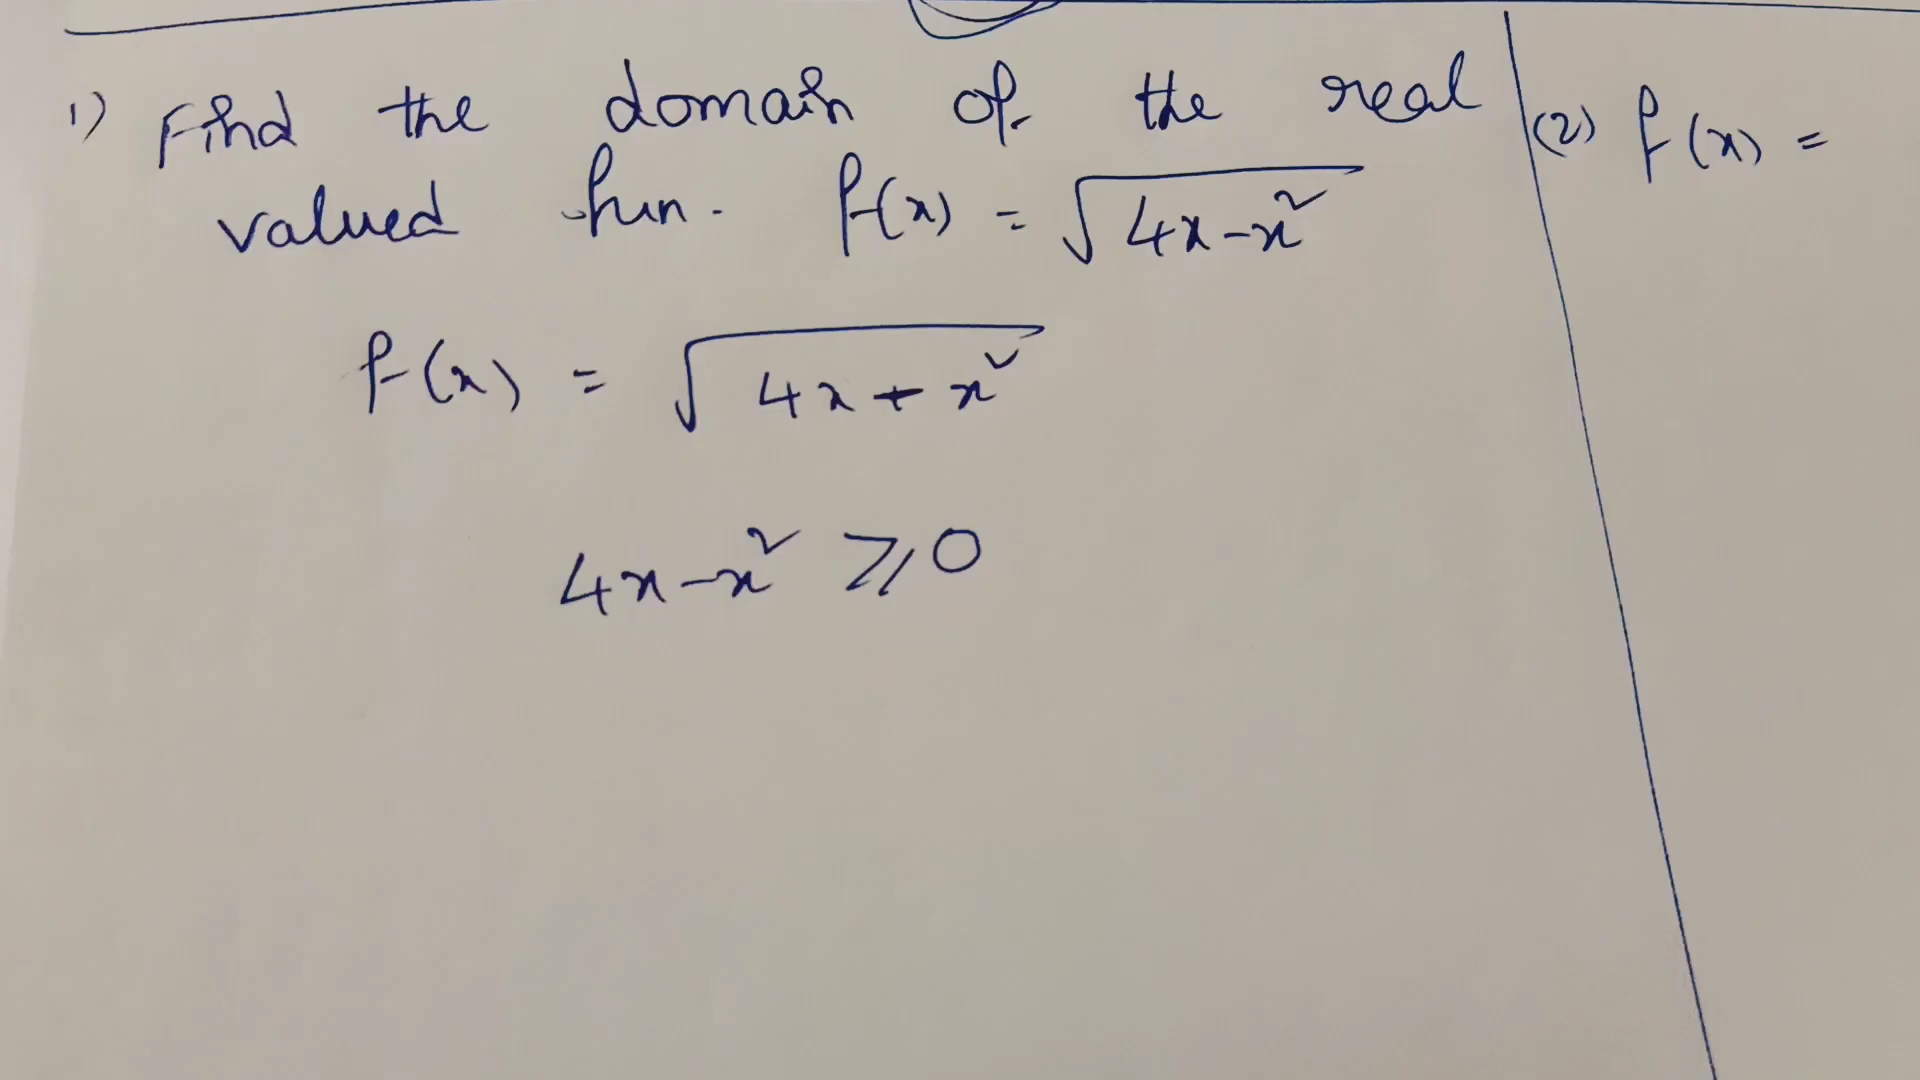 1) Find the domain of the real
valued fun. f(x) = √4x-x²
f(x) = √4x+x²
4x-x² ⩾0
(2) f(x) =